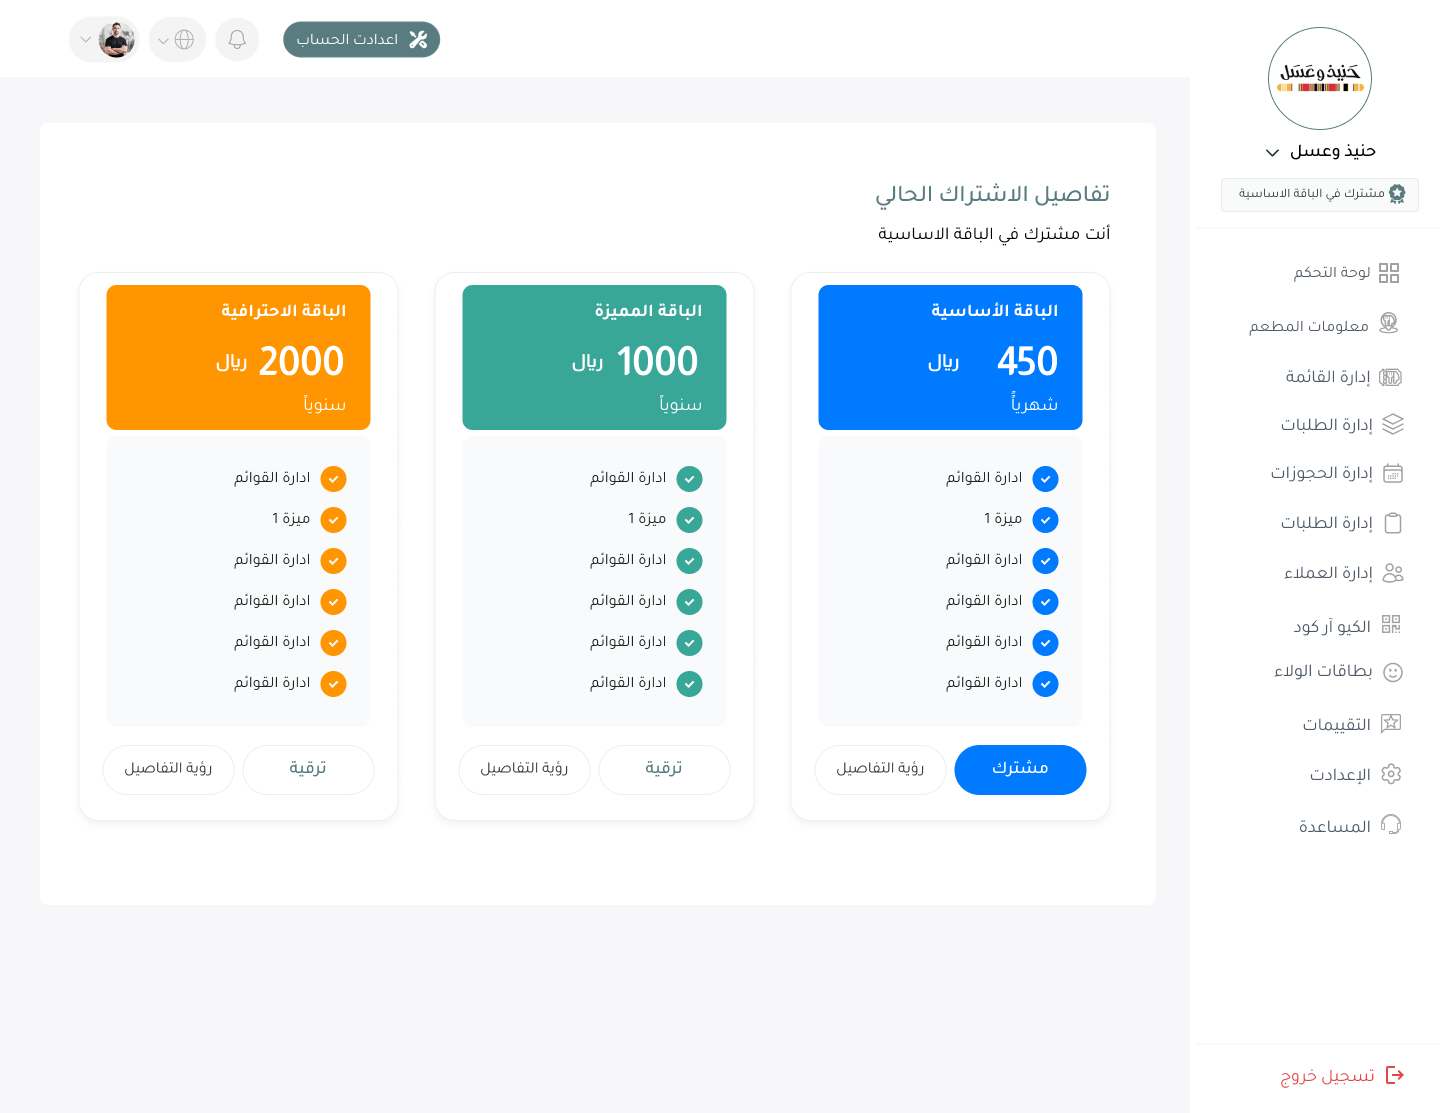 اعدادت الحساب
حَنيذ وعَسَل
حنيذ وعسل
مشترك في الباقة الاساسية
لوحة التحكم
معلومات المطعم
إدارة القائمة
إدارة الطلبات
إدارة الحجوزات
إدارة الطلبات
إدارة العملاء
الكيو آر كود
بطاقات الولاء
التقييمات
الإعدادت
المساعدة
تسجيل خروج
تفاصيل الاشتراك الحالي
أنت مشترك في الباقة الاساسية
الباقة الأساسية
450 ريال
شهرياًَ
ادارة القوائم
ميزة 1
ادارة القوائم
ادارة القوائم
ادارة القوائم
ادارة القوائم
مشترك
رؤية التفاصيل
الباقة المميزة
1000 ريال
سنوياً
ادارة القوائم
ميزة 1
ادارة القوائم
ادارة القوائم
ادارة القوائم
ادارة القوائم
ترقية
رؤية التفاصيل
الباقة الاحترافية
2000 ريال
سنوياً
ادارة القوائم
ميزة 1
ادارة القوائم
ادارة القوائم
ادارة القوائم
ادارة القوائم
ترقية
رؤية التفاصيل